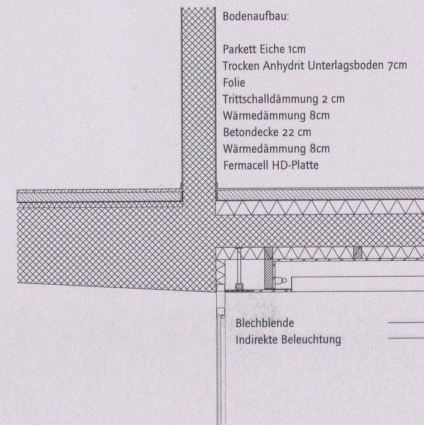 Bodenaufbau:
Parkett Eiche 1cm
Trocken Anhydrit Unterlagsboden 7cm
Folie
Trittschalldämmung 2 cm
Wärmedämmung 8cm
Betondecke 22 cm
Wärmedämmung 8cm
Fermacell HD-Platte
Blechblende
Indirekte Beleuchtung